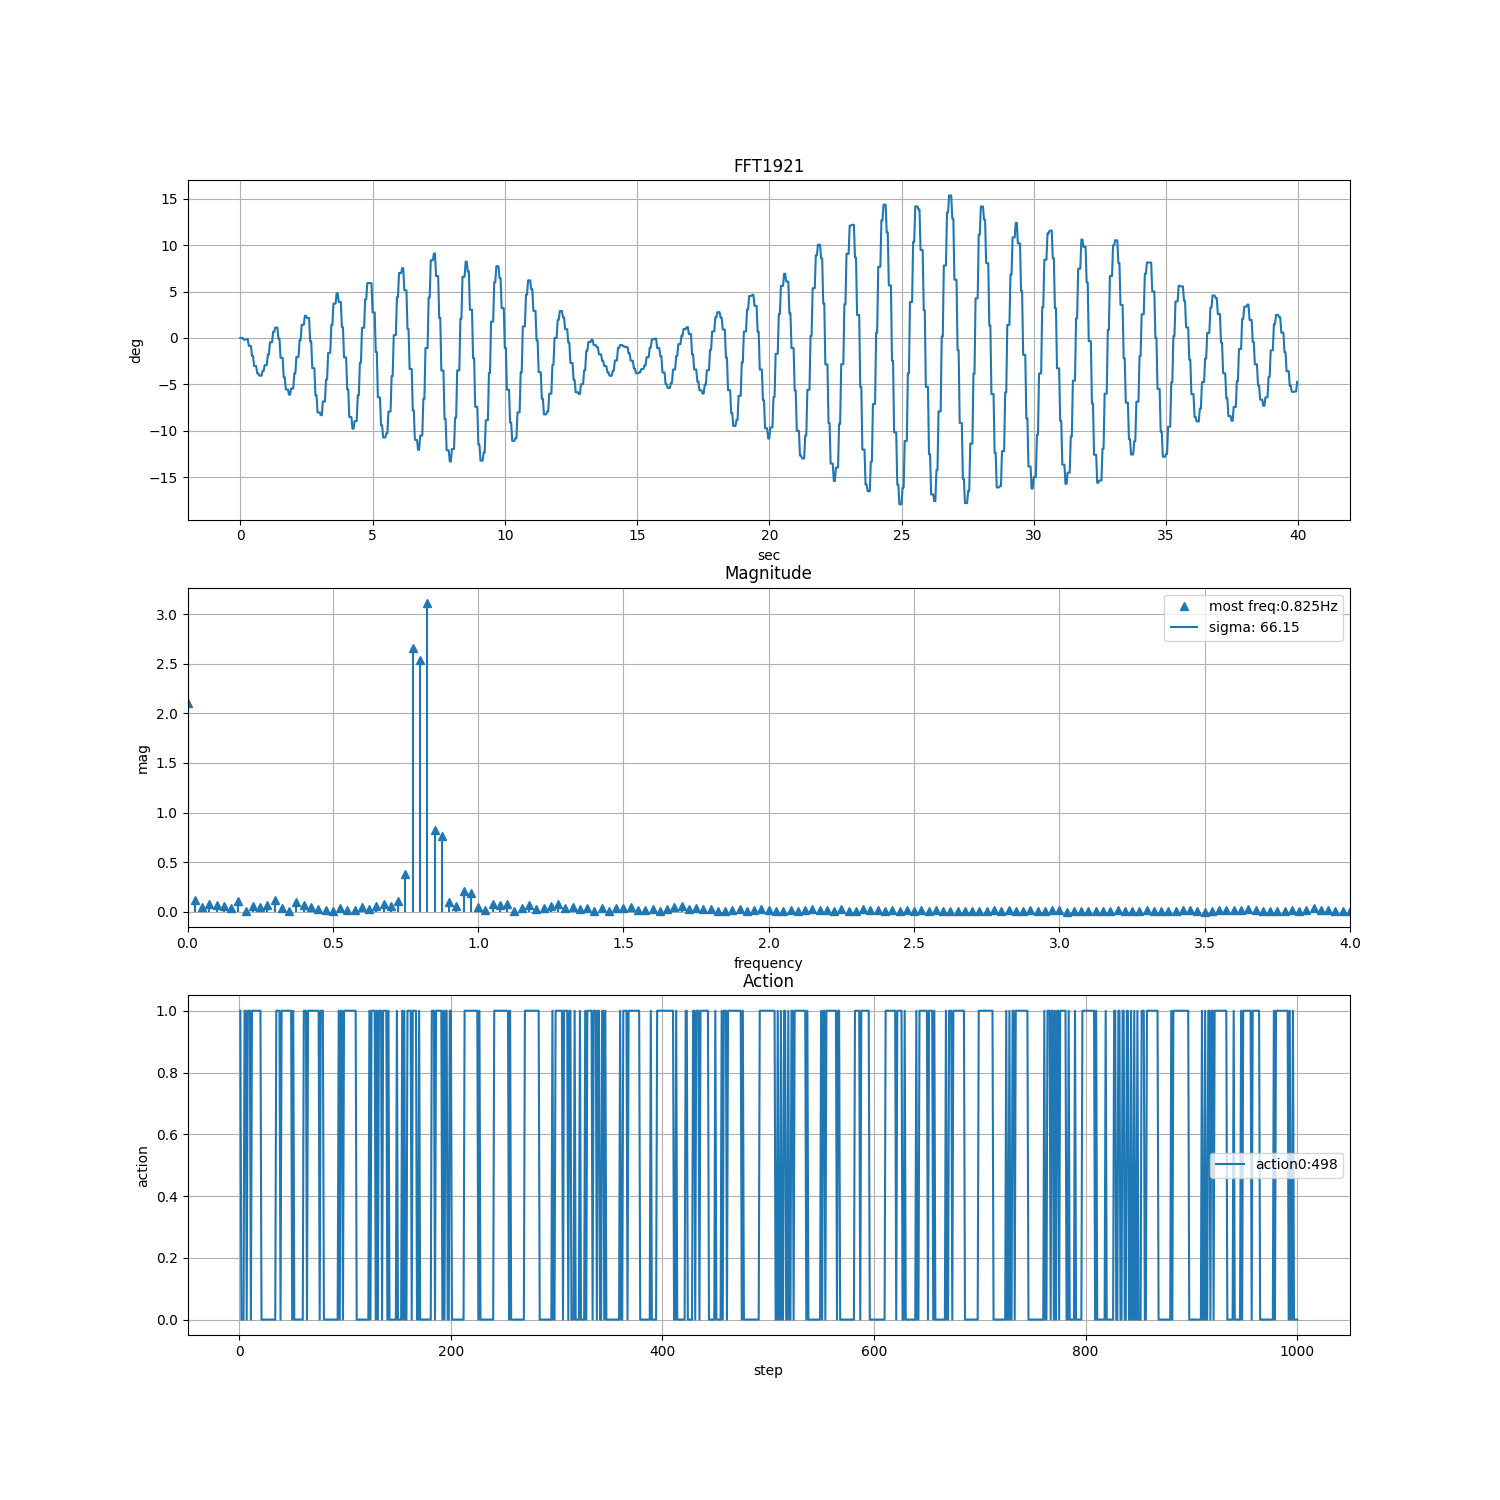 FFT1921
15
10
5
0
−5
−10
−15
deg
0 5 10 15 20 25 30 35 40
sec
Magnitude
3.0
2.5
2.0
1.5
1.0
0.5
0.0
mag
most freq:0.825Hz
sigma: 66.15
0.0 0.5 1.0 1.5 2.0 2.5 3.0 3.5 4.0
frequency
Action
1.0
0.8
0.6
0.4
0.2
0.0
action
action0:498
0 200 400 600 800 1000
step